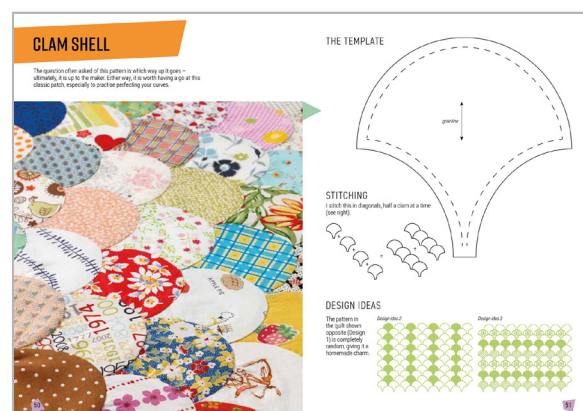 CLAM SHELL
The question often asked of this pattern is which way up it goes –
ultimately, it is up to the maker. Either way, it is worth having a go at this
classic patch, especially to practise perfecting your curves.
1974
2007
50
THE TEMPLATE
grainline
STITCHING
I stitch this in diagonals, half a clam at a time
(see right).
+
+
+
=
DESIGN IDEAS
The pattern in
the quilt shown
opposite (Design
1) is completely
random, giving it a
homemade charm.
Design idea 2
Design idea 3
51